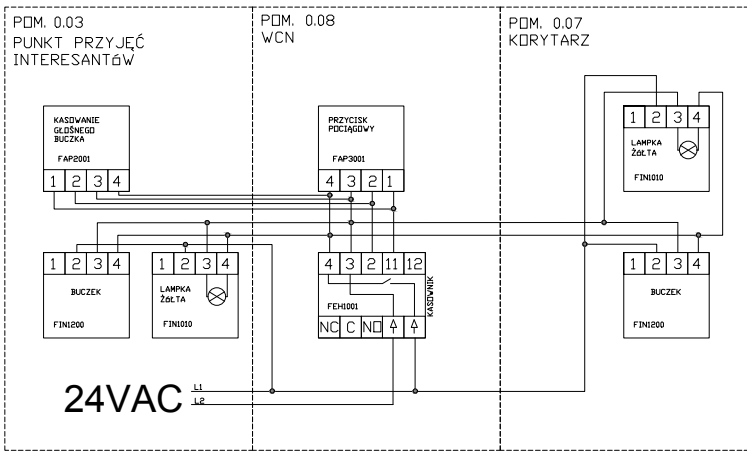 POM. 0.03
PUNKT PRZYJĘĆ
INTERESANTóW
KASOWANIE
GŁOŚNEGO
BUCZKA
FAP2001
1 2 3 4
1 2 3 4
BUCZEK
FIN1200
1 2 3 4
LAMPKA
ŻÓŁTA
FIN1010
24VAC
L1
L2
POM. 0.08
WCN
PRZYCISK
POCIĄGOWY
FAP3001
4 3 2 1
4 3 2 11 12
FEH1001
KASOWNIK
NC C NO
POM. 0.07
KORYTARZ
1 2 3 4
LAMPKA
ŻÓŁTA
FIN1010
1 2 3 4
BUCZEK
FIN1200